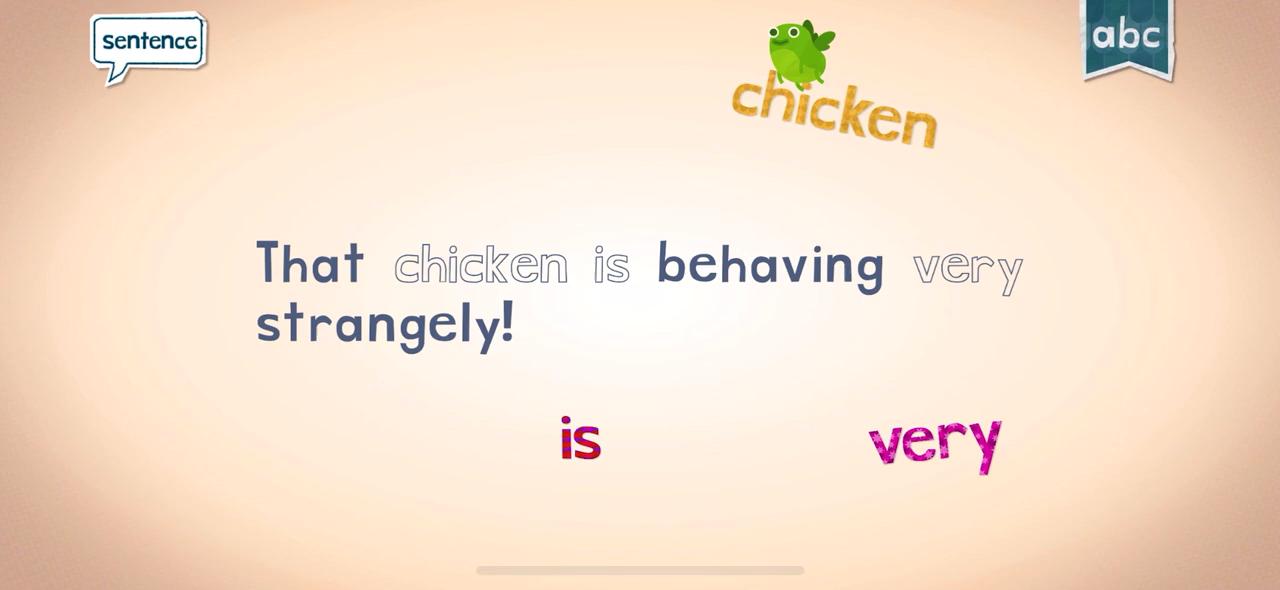 sentence
abc
chicken
That chicken is behaving very
strangely!
is
very